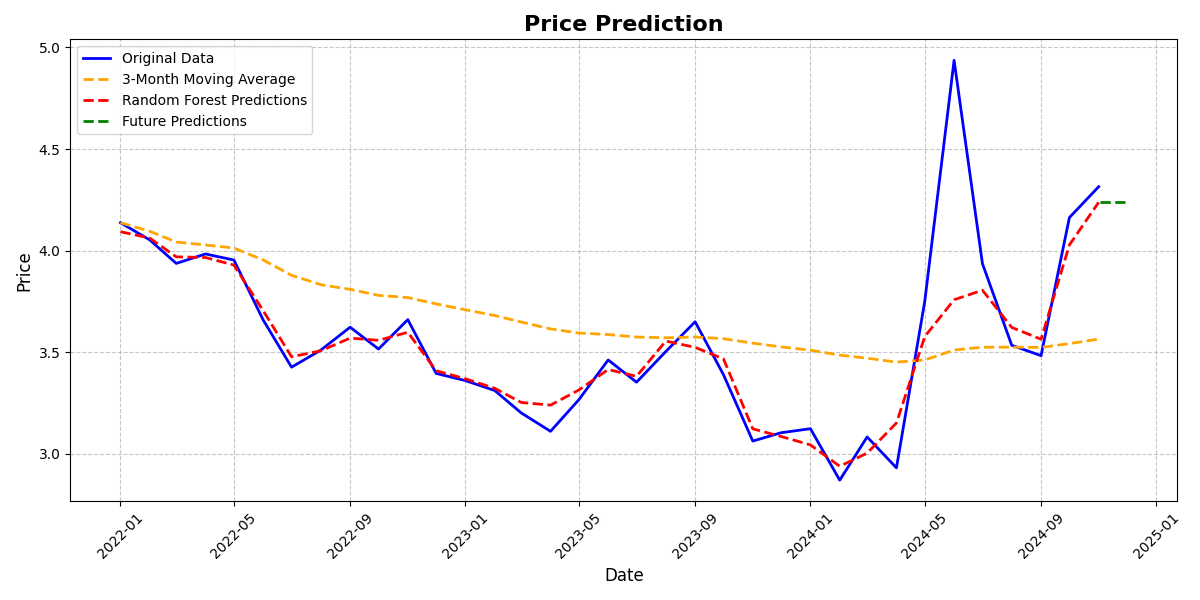 Price Prediction
Original Data
3-Month Moving Average
Random Forest Predictions
Future Predictions
5.0
4.5
4.0
3.5
3.0
Price
2022-01
2022-05
2022-09
2023-01
2023-05
2023-09
2024-01
2024-05
2024-09
2025-01
Date